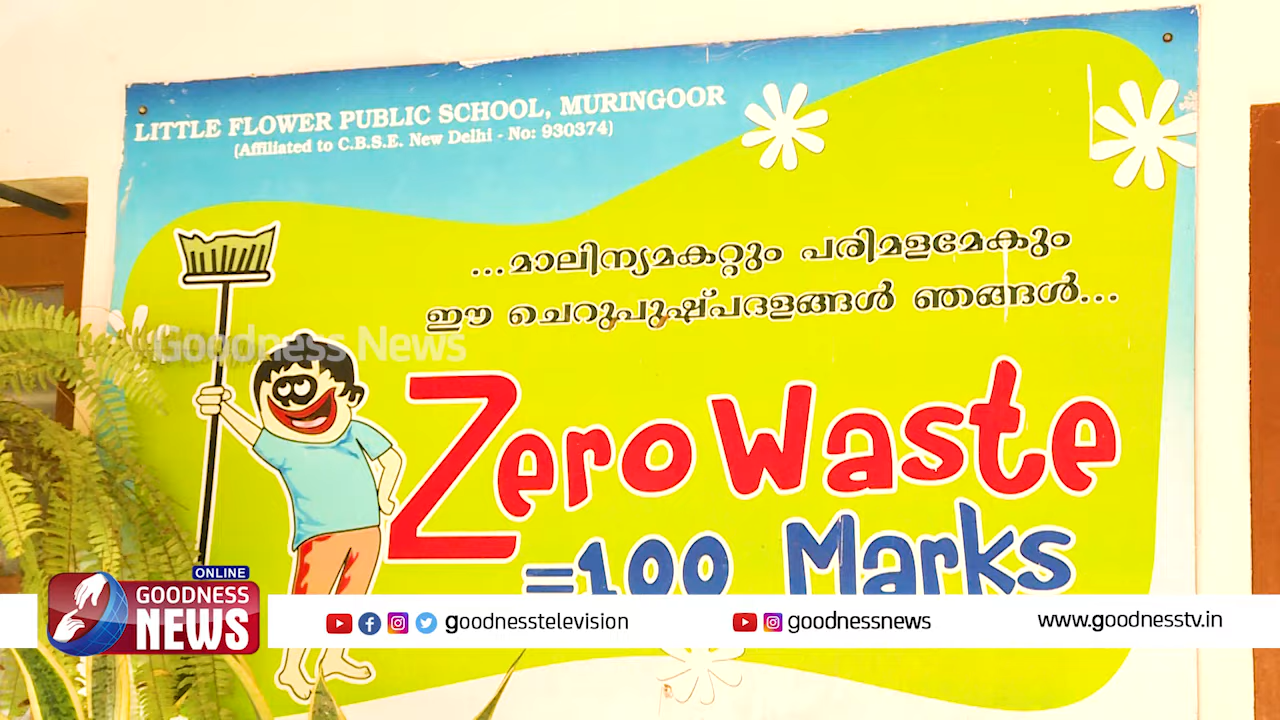 LITTLE FLOWER PUBLIC SCHOOL, MURINGOOR
(Affiliated to C.B.S.E. New Delhi - No: 930374)
...മാലിന്യമകറ്റും പരിമളമേകും
ഈ ചെറുപുഷ്പദളങ്ങൾ ഞങ്ങൾ...
Goodness News
Zero Waste
=100 Marks
ONLINE
GOODNESS
NEWS
goodnesstelevision
goodnessnews
www.goodnesstv.in